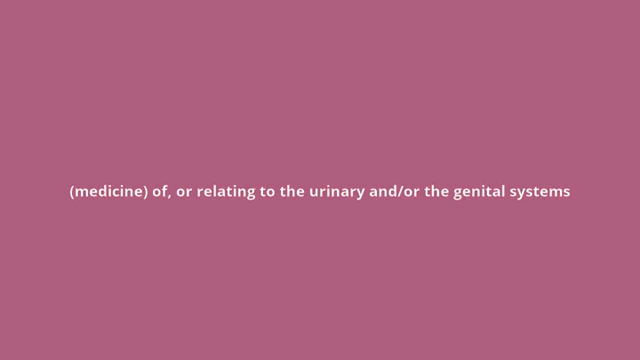 (medicine) of, or relating to the urinary and/or the genital systems